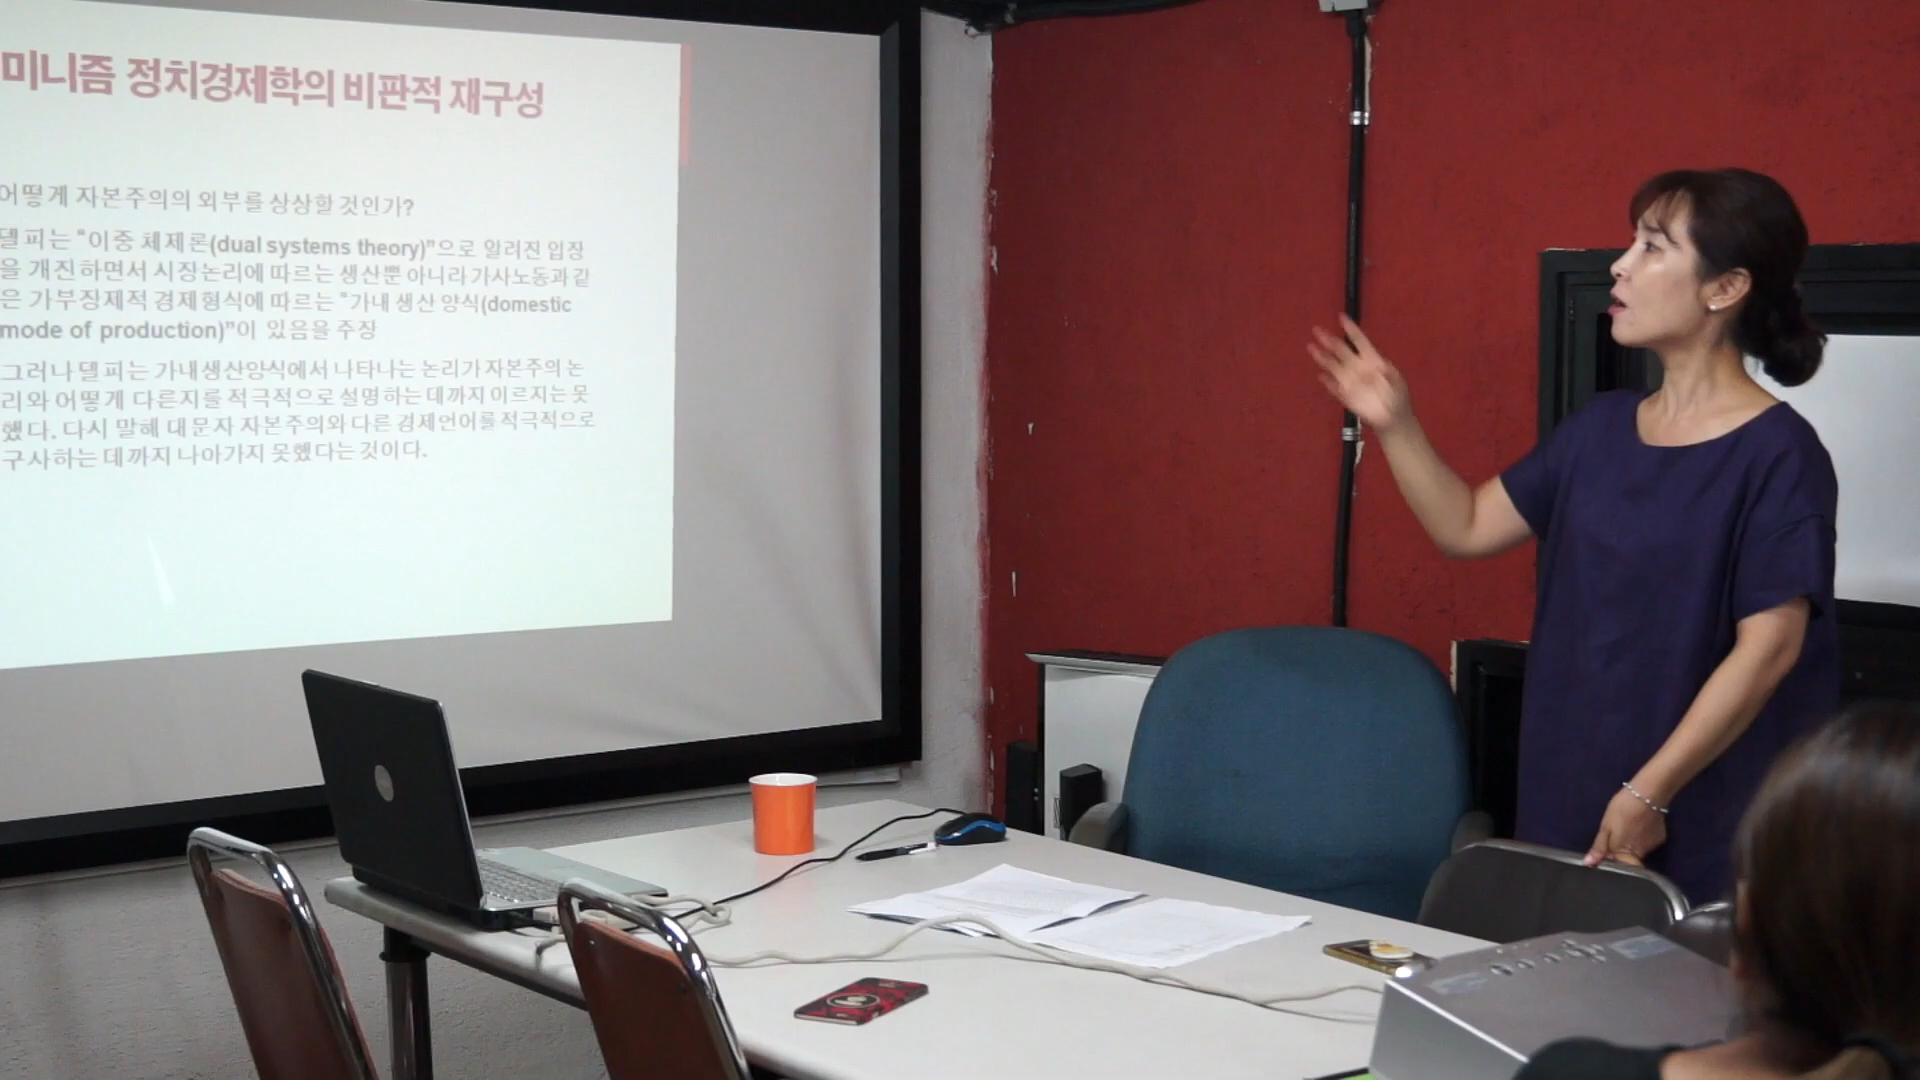 미니즘 정치경제학의 비판적 재구성
어떻게 자본주의의 외부를 상상할 것인가?
델피는 “이중 체제론(dual systems theory)”으로 알려진 입장
을 개진하면서 시장논리에 따르는 생산뿐 아니라 가사노동과 같
은 가부장제적 경제형식에 따르는 “가내 생산 양식(domestic
mode of production)”이 있음을 주장
그러나 델피는 가내생산양식에서 나타나는 논리가 자본주의 논
리와 어떻게 다른지를 적극적으로 설명하는 데까지 이르지는 못
했다. 다시 말해 대문자 자본주의와 다른 경제언어를 적극적으로
구사하는 데까지 나아가지 못했다는 것이다.